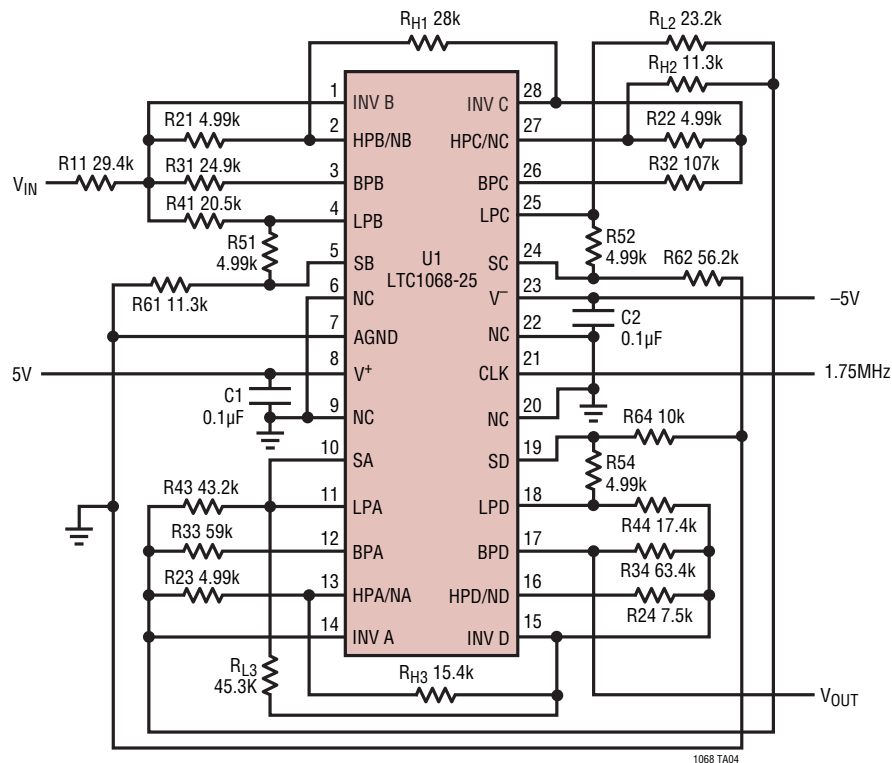 RH1 28k
RL2 23.2k
RH2 11.3k
1
INV B
INV C
28
R21 4.99k
2
HPB/NB
HPC/NC
27
R22 4.99k
R11 29.4k
VIN
R31 24.9k
3
BPB
BPC
26
R32 107k
R41 20.5k
4
LPB
LPC
25
R51
4.99k
5
SB
U1
LTC1068-25
SC
24
R52
4.99k
R62 56.2k
R61 11.3k
6
NC
V–
23
–5V
7
AGND
NC
22
C2
0.1µF
5V
8
V+
CLK
21
1.75MHz
C1
0.1µF
9
NC
NC
20
10
SA
SD
19
R64 10k
R54
4.99k
R43 43.2k
11
LPA
LPD
18
R44 17.4k
R33 59k
12
BPA
BPD
17
R34 63.4k
R23 4.99k
13
HPA/NA
HPD/ND
16
R24 7.5k
14
INV A
INV D
15
RL3
45.3K
RH3 15.4k
VOUT
1068 TA04